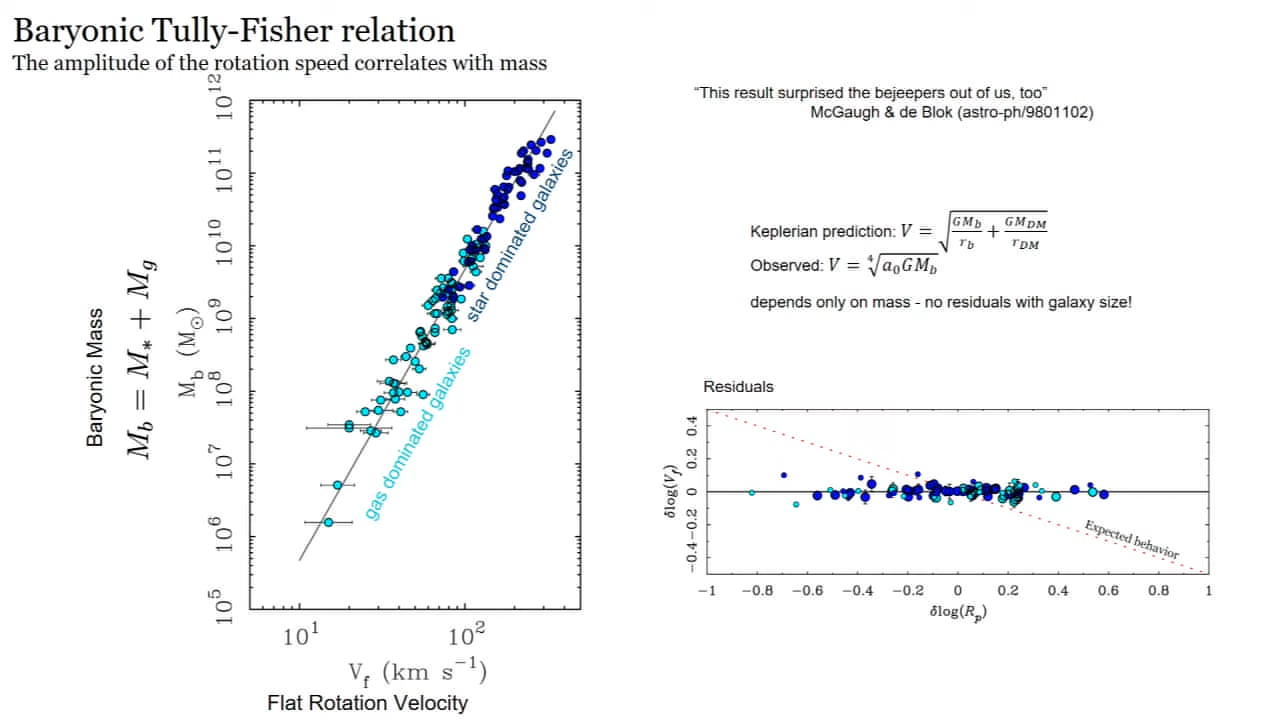 Baryonic Tully-Fisher relation
The amplitude of the rotation speed correlates with mass
Baryonic Mass
M_b = M_* + M_g
M_b (M_⊙)
10^12
10^11
10^10
10^9
10^8
10^7
10^6
10^5
star dominated galaxies
gas dominated galaxies
10^1 10^2
V_f (km s^−1)
Flat Rotation Velocity
“This result surprised the bejeepers out of us, too”
McGaugh & de Blok (astro-ph/9801102)
Keplerian prediction: V = √(GM_b/r_b + GM_DM/r_DM)
Observed: V = ∜(a_0GM_b)
depends only on mass - no residuals with galaxy size!
Residuals
δlog(V_f)
0.4
0.2
0
−0.2
−0.4
Expected behavior
−1 −0.8 −0.6 −0.4 −0.2 0 0.2 0.4 0.6 0.8 1
δlog(R_p)